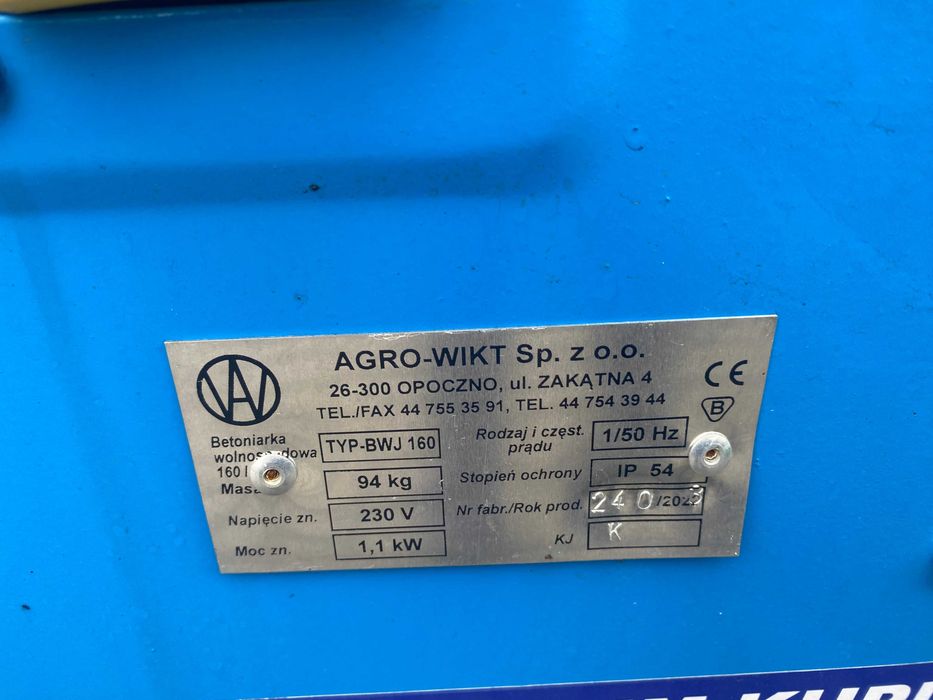 AGRO-WIKT Sp. z o.o.
26-300 OPOCZNO, ul. ZAKĄTNA 4
TEL./FAX 44 755 35 91, TEL. 44 754 39 44
CE
B
Betoniarka
160 l
TYP-BWJ 160
Masa
94 kg
Napięcie zn.
230 V
Moc zn.
1,1 kW
Rodzaj i częst.
prądu
1/50 Hz
Stopień ochrony
IP 54
Nr fabr./Rok prod.
240
KJ
K